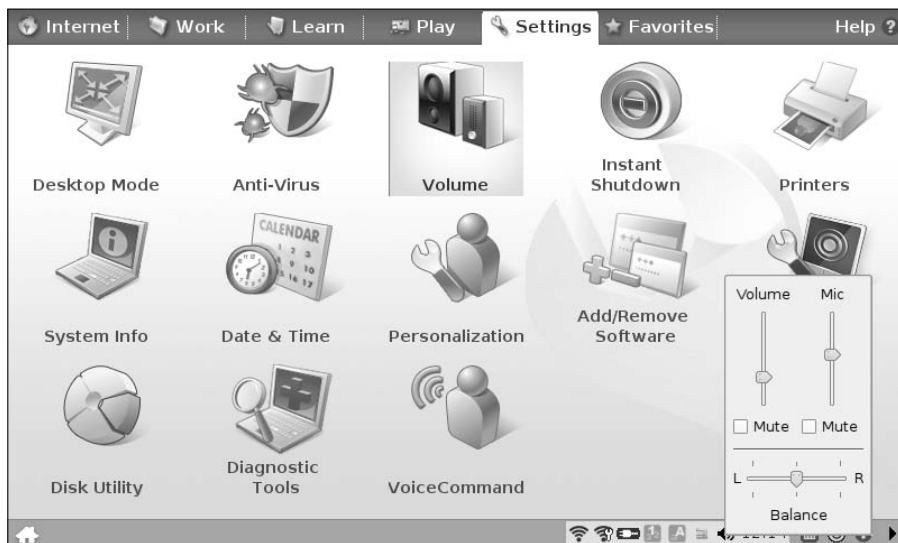 Internet Work Learn Play Settings Favorites Help ?
Desktop Mode Anti-Virus Volume Instant Shutdown Printers
CALENDAR
System Info Date & Time Personalization Add/Remove Software
Volume Mic
Mute Mute
L R
Balance
Disk Utility Diagnostic Tools VoiceCommand